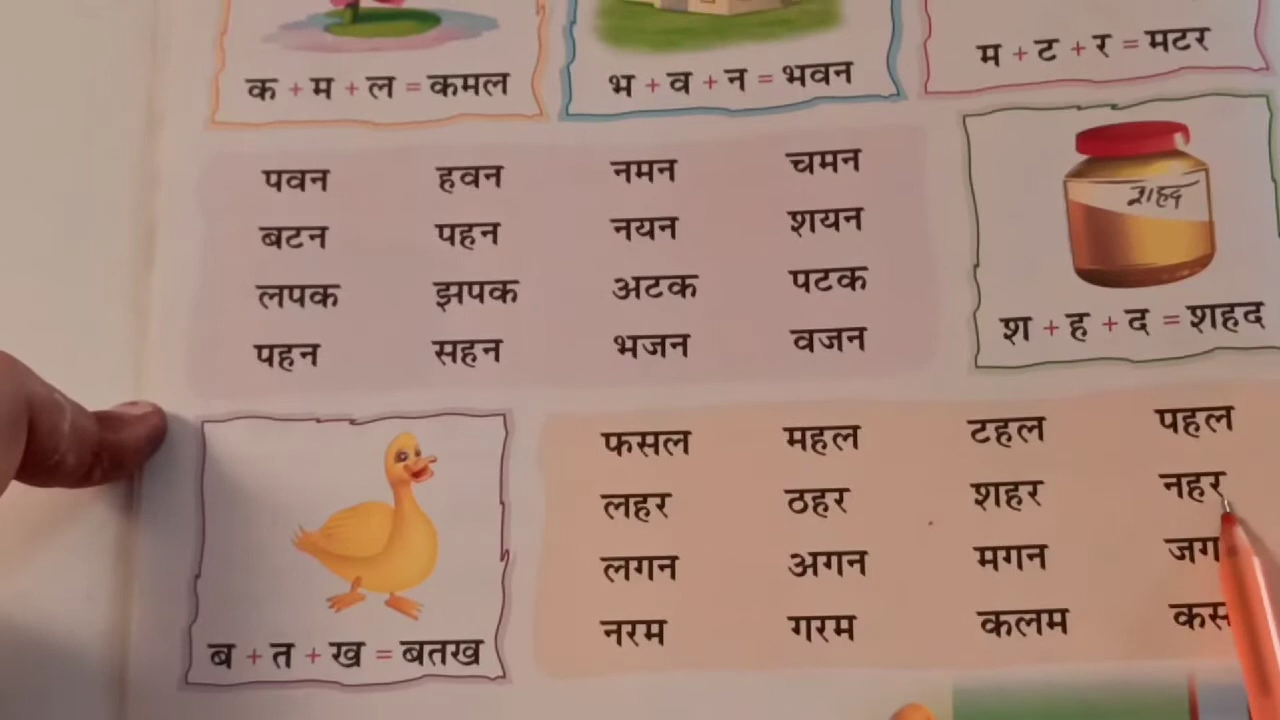 क + म + ल = कमल
भ + व + न = भवन
म + ट + र = मटर
पवन हवन नमन चमन
बटन पहन नयन शयन
लपक झपक अटक पटक
पहन सहन भजन वजन
शहद
श + ह + द = शहद
ब + त + ख = बतख
फसल महल टहल पहल
लहर ठहर शहर नहर
लगन अगन मगन
नरम गरम कलम